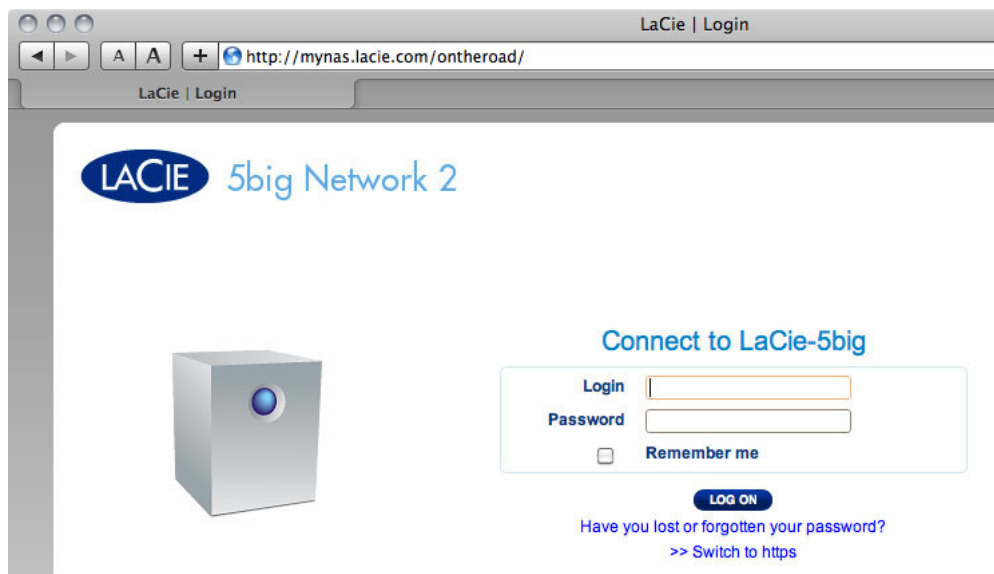 LaCie | Login
A A + http://mynas.lacie.com/ontheroad/
LaCie | Login
LACIE 5big Network 2
Connect to LaCie-5big
Login
Password
Remember me
LOG ON
Have you lost or forgotten your password?
>> Switch to https